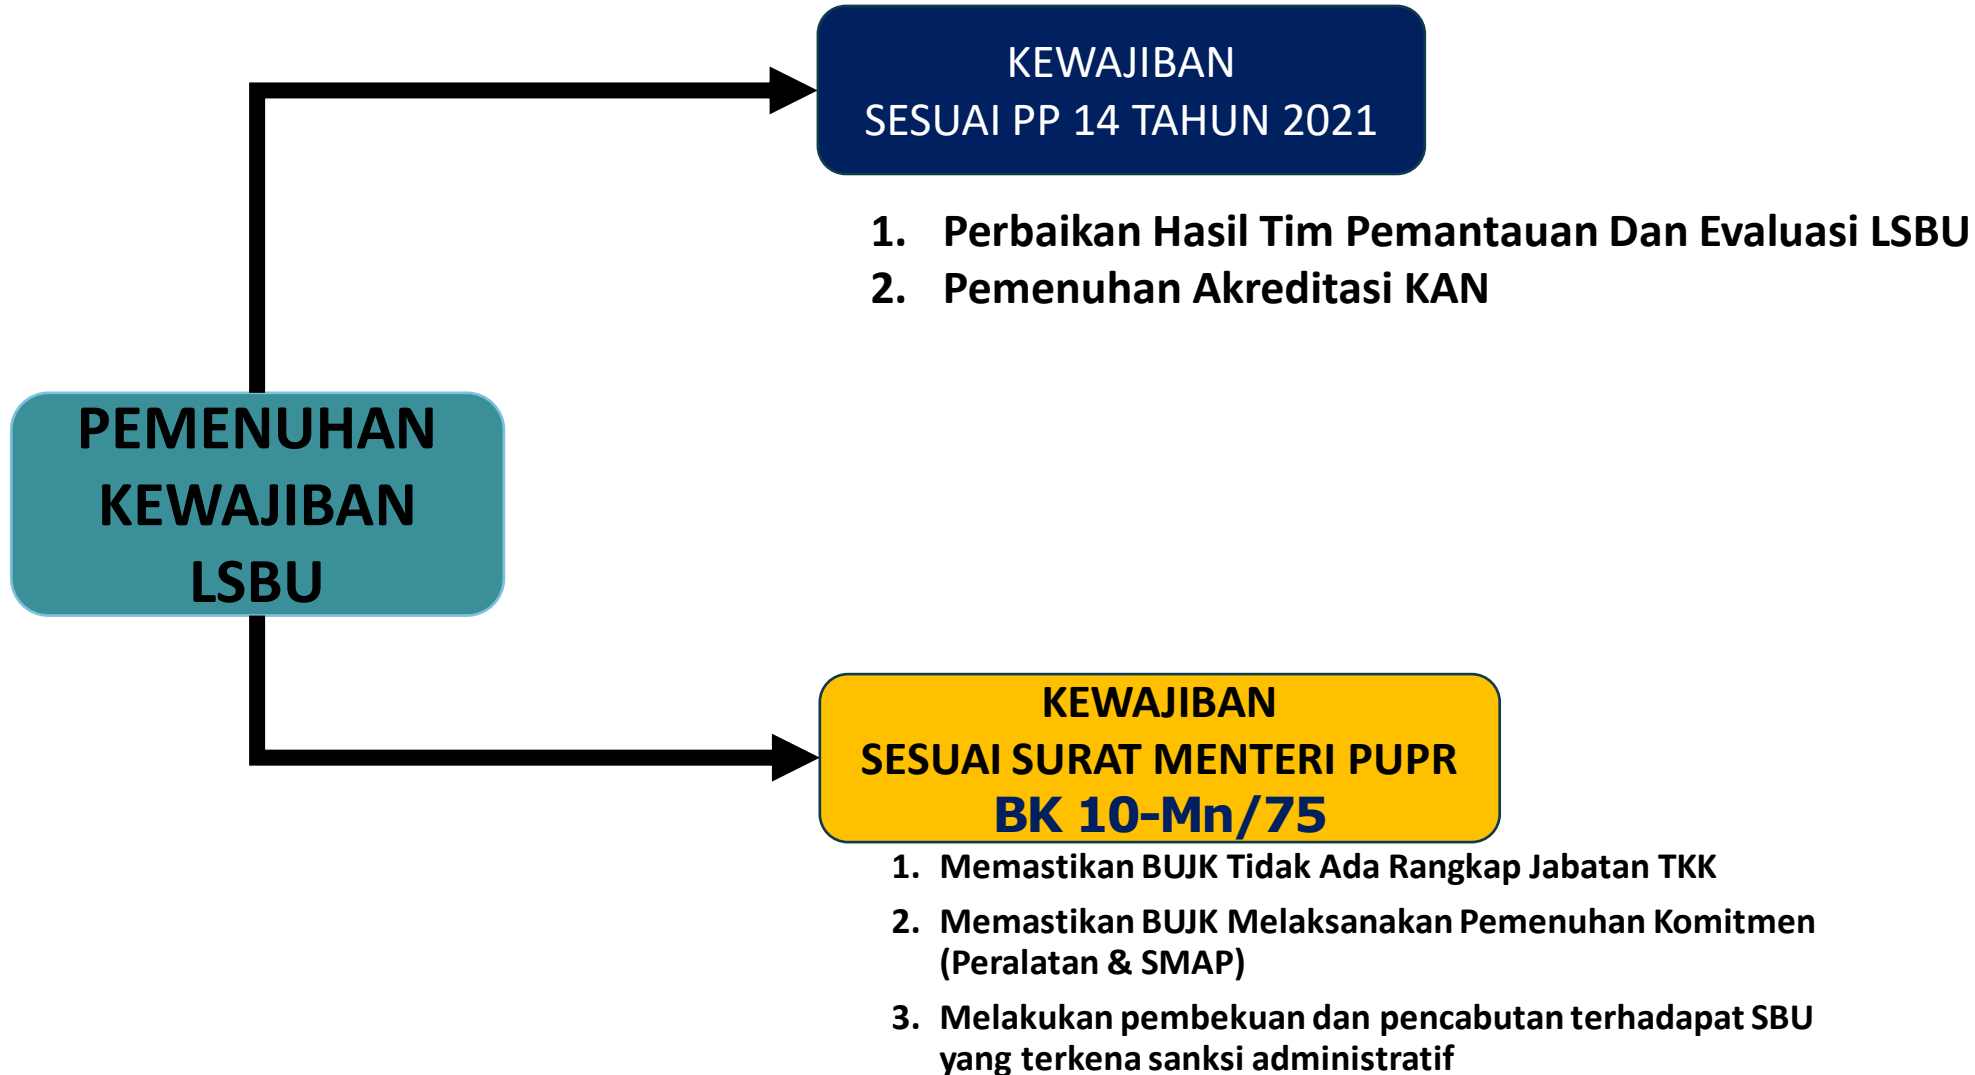 KEWAJIBAN
SESUAI PP 14 TAHUN 2021
1. Perbaikan Hasil Tim Pemantauan Dan Evaluasi LSBU
2. Pemenuhan Akreditasi KAN
PEMENUHAN
KEWAJIBAN
LSBU
KEWAJIBAN
SESUAI SURAT MENTERI PUPR
BK 10-Mn/75
1. Memastikan BUJK Tidak Ada Rangkap Jabatan TKK
2. Memastikan BUJK Melaksanakan Pemenuhan Komitmen
(Peralatan & SMAP)
3. Melakukan pembekuan dan pencabutan terhadapat SBU
yang terkena sanksi administratif